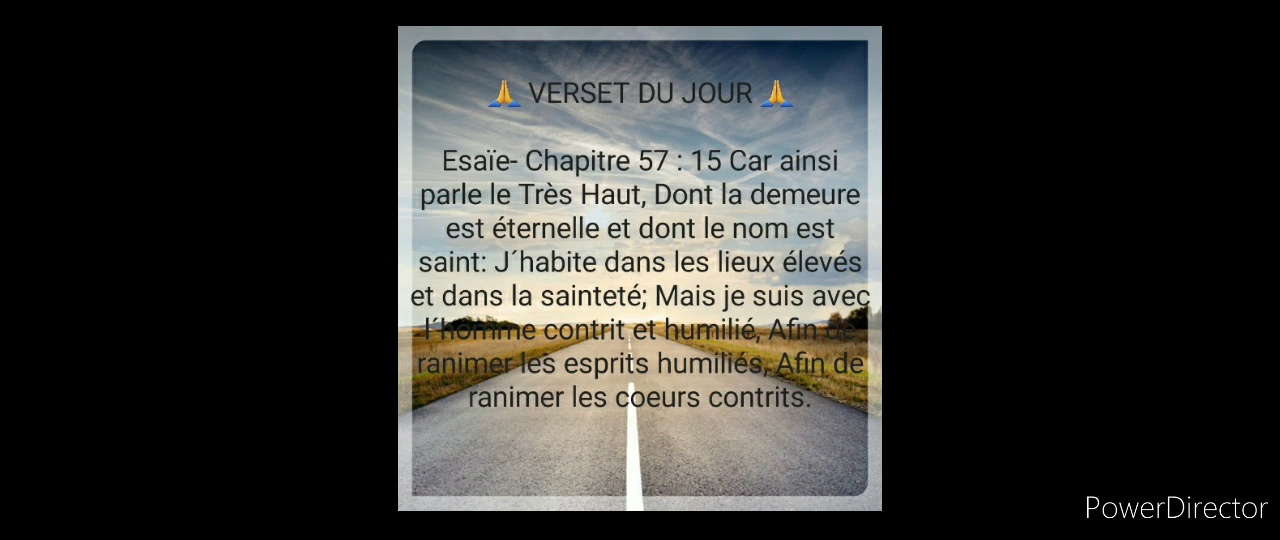 🙏 VERSET DU JOUR 🙏
Esaïe- Chapitre 57 : 15 Car ainsi
parle le Très Haut, Dont la demeure
est éternelle et dont le nom est
saint: J´habite dans les lieux élevés
et dans la sainteté; Mais je suis avec
l´homme contrit et humilié, Afin de
ranimer les esprits humiliés, Afin de
ranimer les coeurs contrits.
PowerDirector